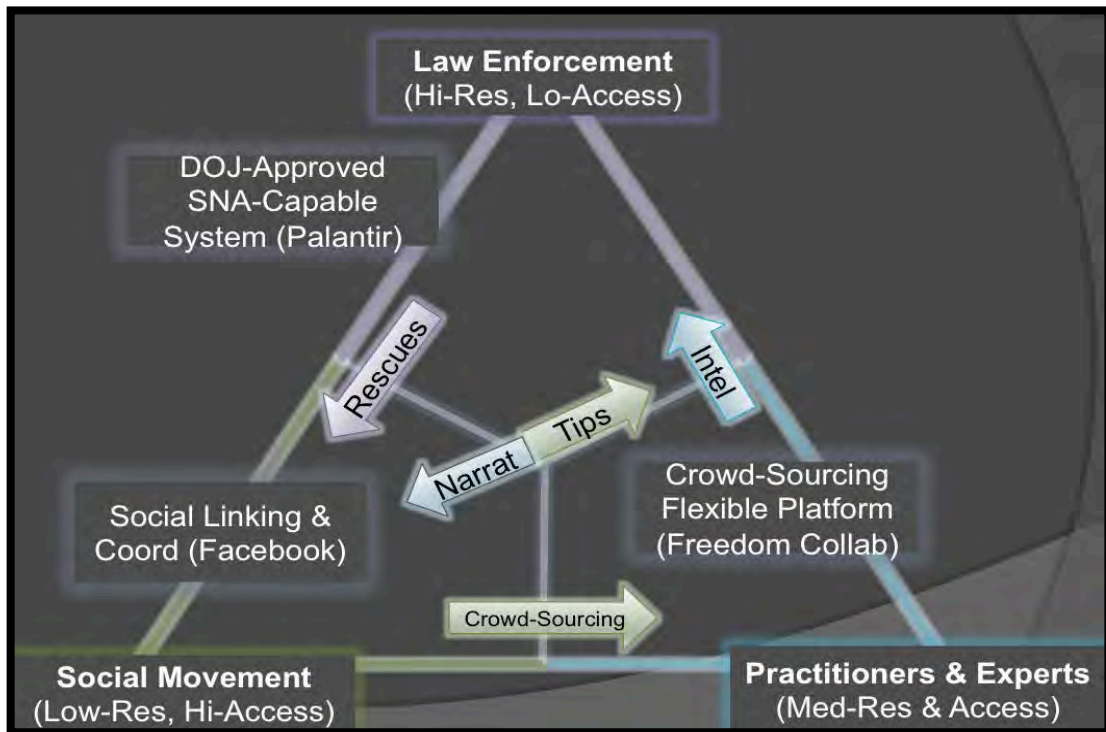 Law Enforcement
(Hi-Res, Lo-Access)
DOJ-Approved
SNA-Capable
System (Palantir)
Rescues
Intel
Tips
Narrat
Social Linking &
Coord (Facebook)
Crowd-Sourcing
Flexible Platform
(Freedom Collab)
Crowd-Sourcing
Social Movement
(Low-Res, Hi-Access)
Practitioners & Experts
(Med-Res & Access)